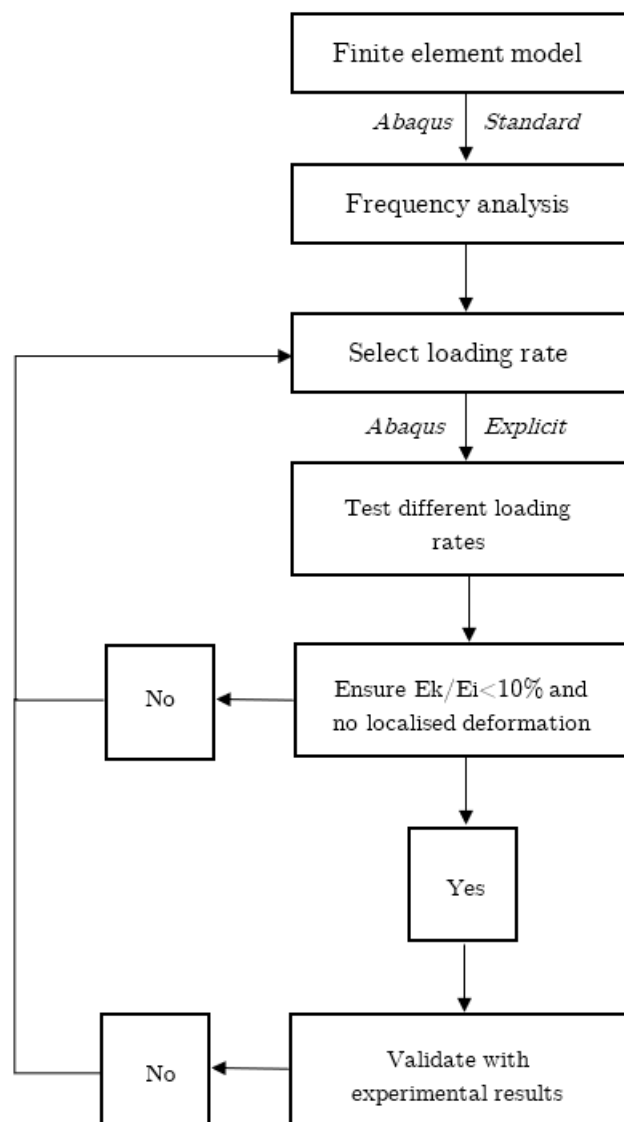 Finite element model
Abaqus Standard
Frequency analysis
Select loading rate
Abaqus Explicit
Test different loading
rates
Ensure Ek/Ei<10% and
no localised deformation
No
Yes
Validate with
experimental results
No